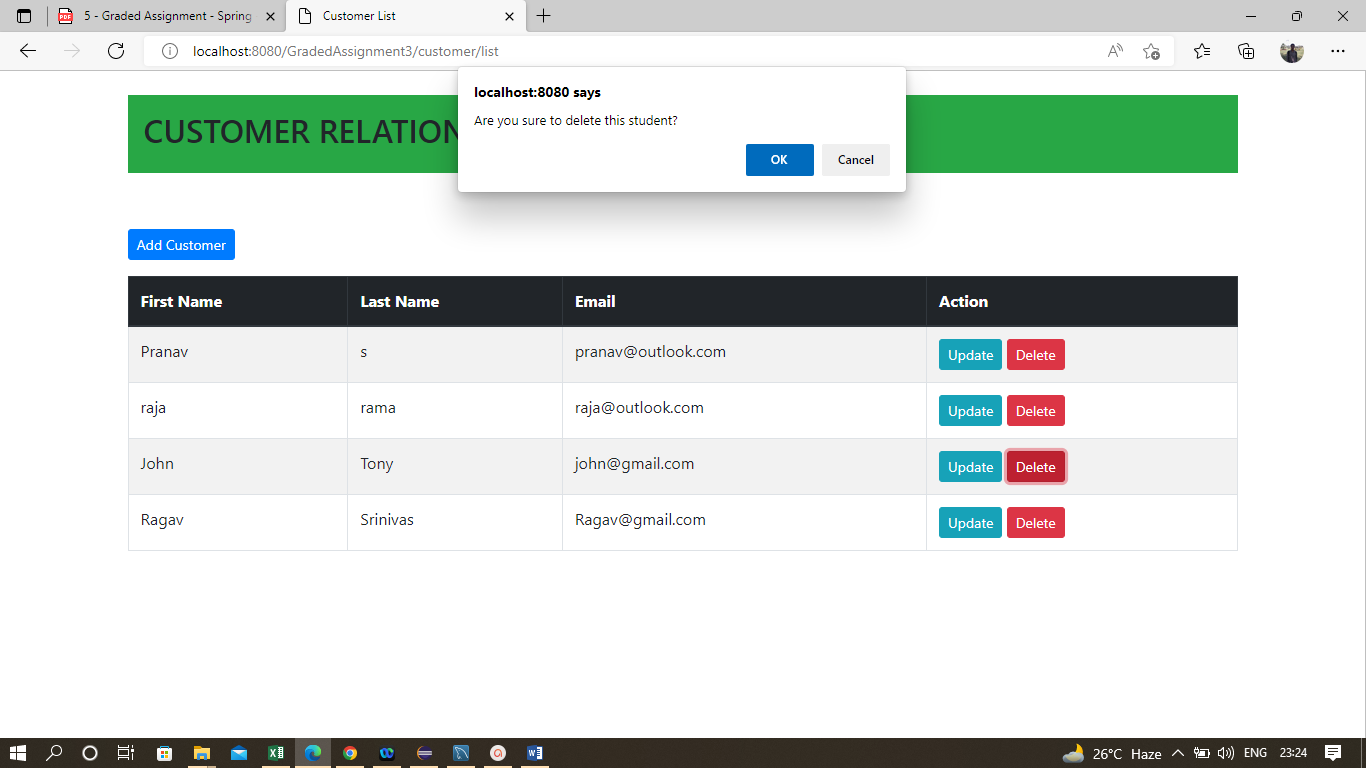 5 - Graded Assignment - Spring
Customer List
localhost:8080/GradedAssignment3/customer/list
localhost:8080 says
Are you sure to delete this student?
OK Cancel
CUSTOMER RELATION
Add Customer
First Name Last Name Email Action
Pranav s pranav@outlook.com Update Delete
raja rama raja@outlook.com Update Delete
John Tony john@gmail.com Update Delete
Ragav Srinivas Ragav@gmail.com Update Delete
26°C Haze ENG 23:24